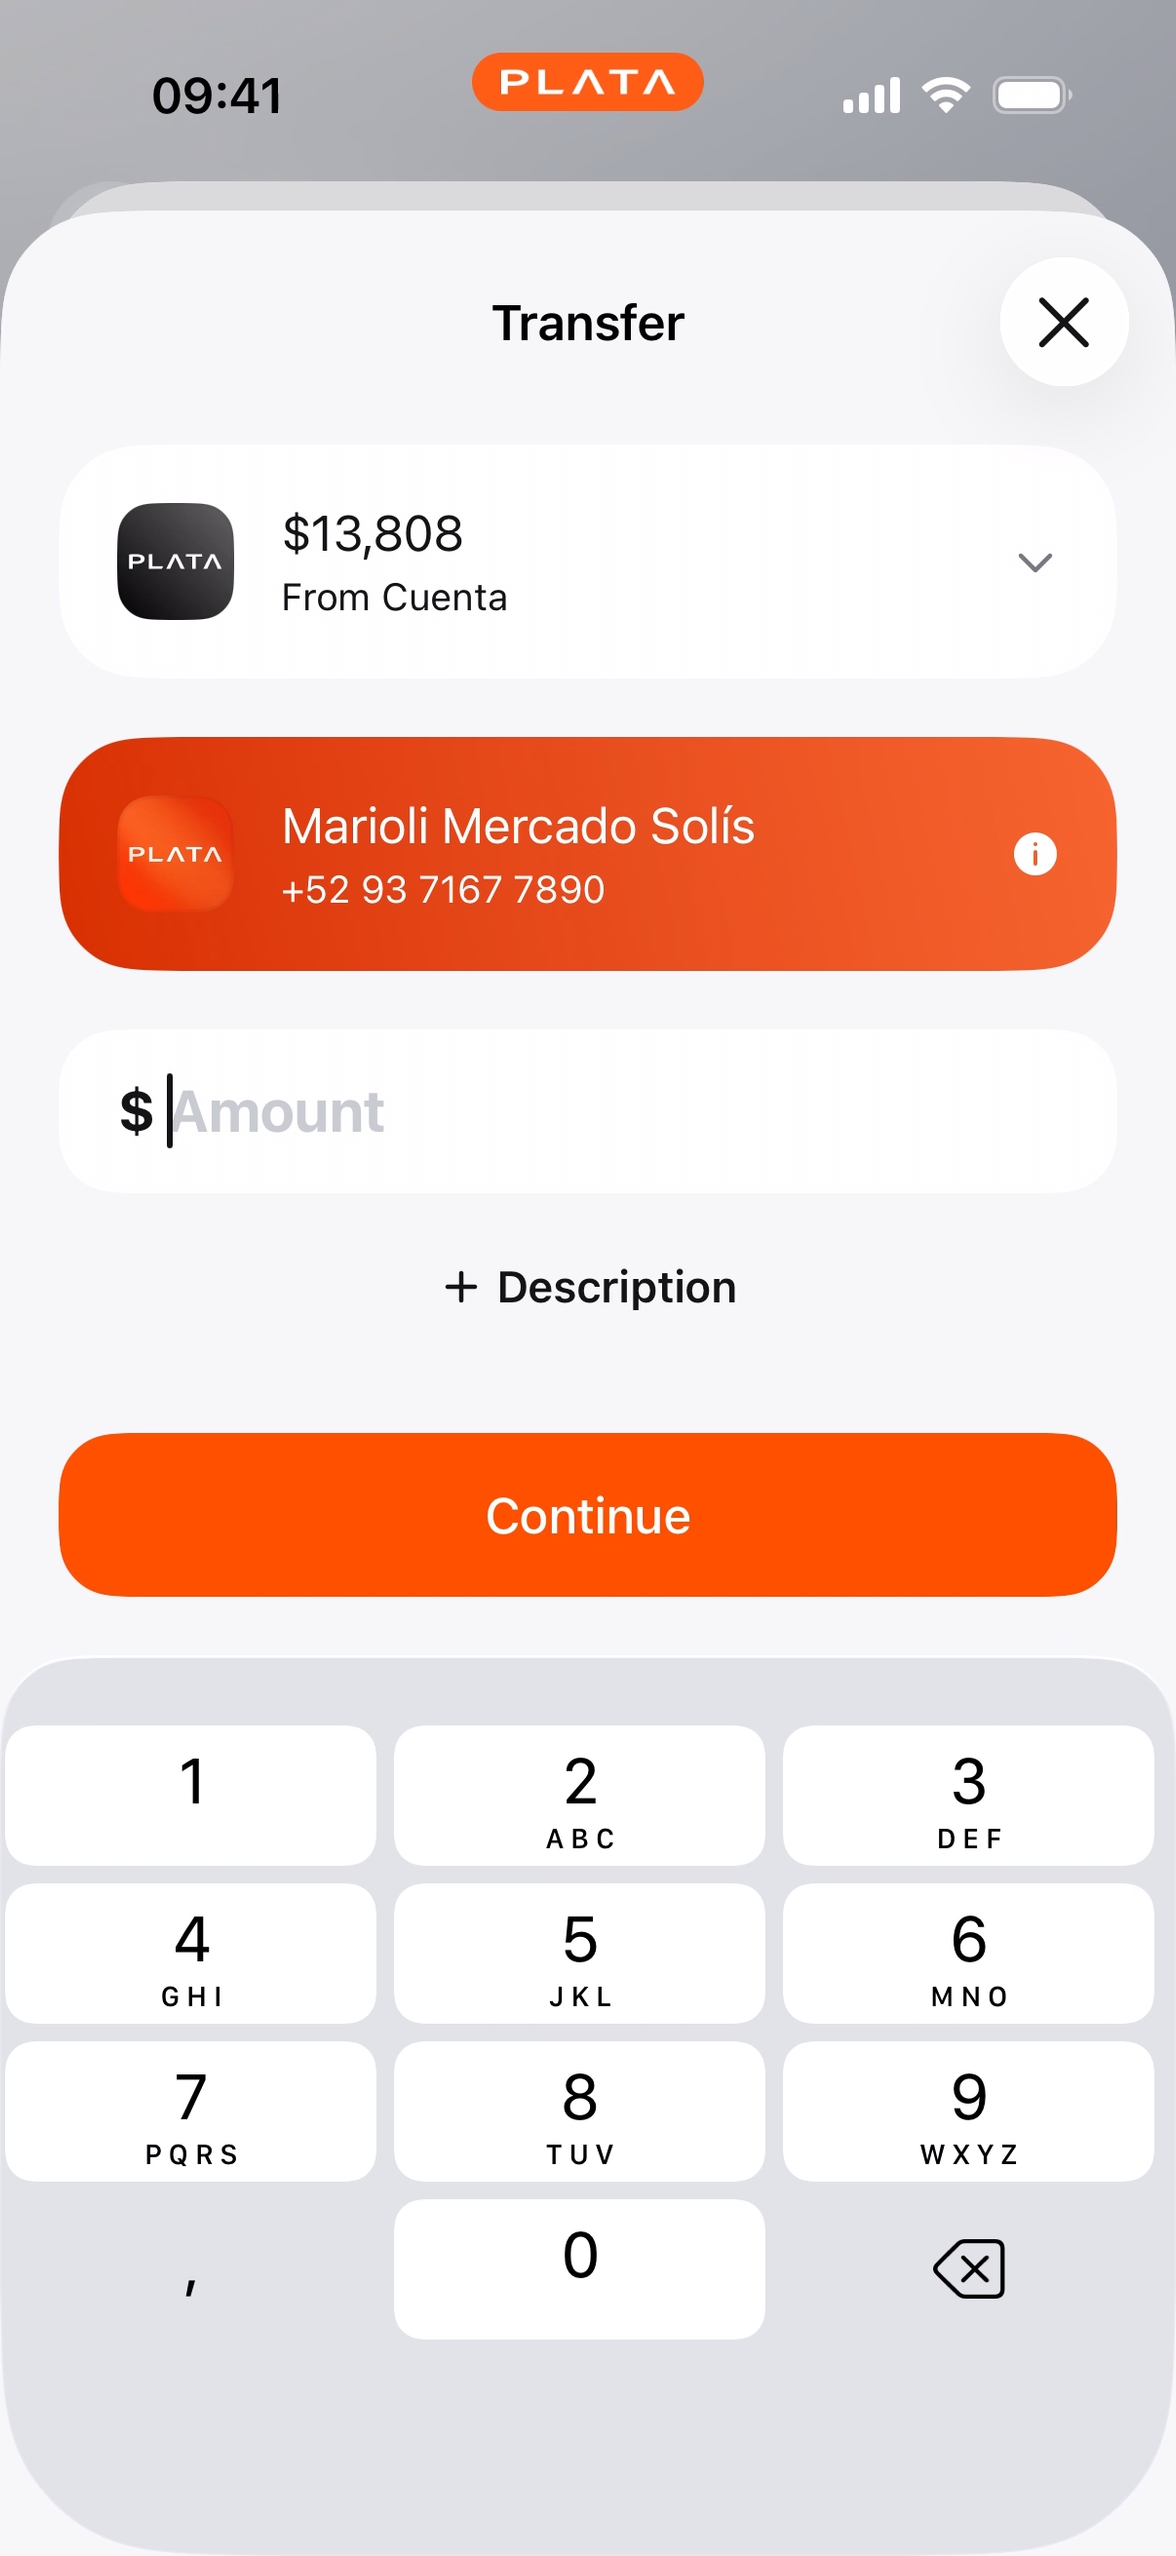 09:41
PLATA
Transfer
PLATA
$13,808
From Cuenta
PLATA
Marioli Mercado Solís
+52 93 7167 7890
$ Amount
+ Description
Continue
1
2
ABC
3
DEF
4
GHI
5
JKL
6
MNO
7
PQRS
8
TUV
9
WXYZ
,
0